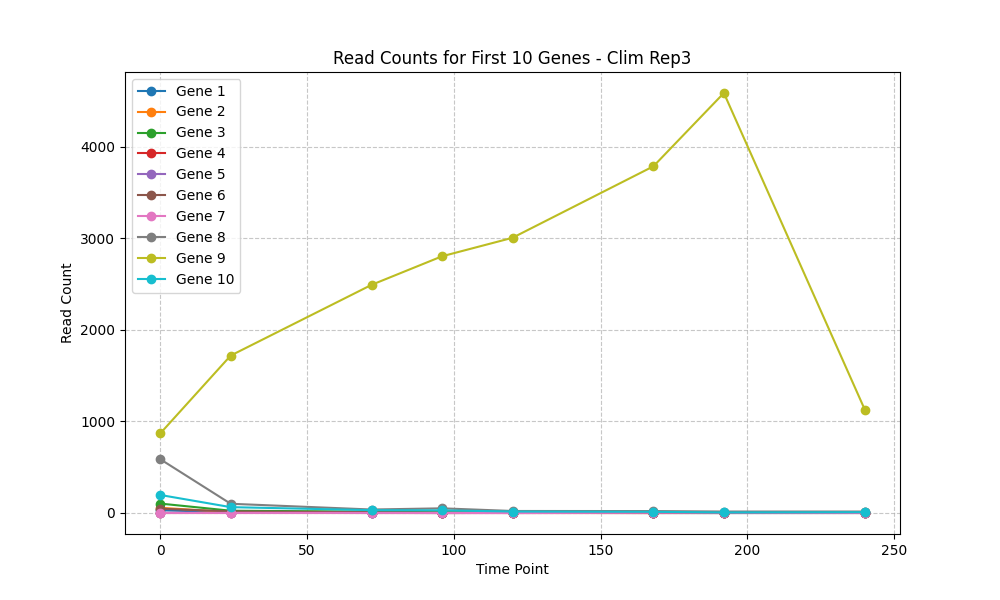 Read Counts for First 10 Genes - Clim Rep3
Gene 1
Gene 2
Gene 3
Gene 4
Gene 5
Gene 6
Gene 7
Gene 8
Gene 9
Gene 10
Read Count
4000
3000
2000
1000
0
0 50 100 150 200 250
Time Point